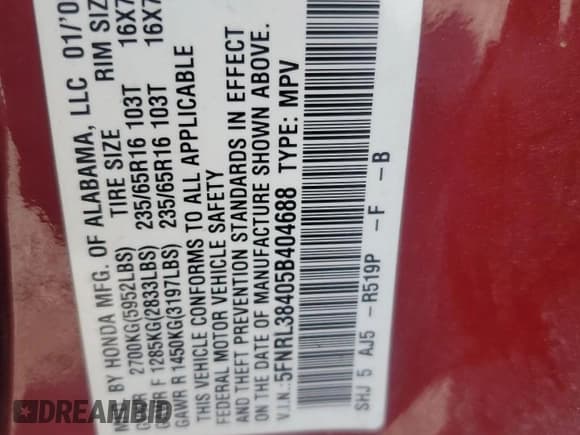 BY HONDA MFG. OF ALABAMA, LLC 01/'0
2700KG(5952LBS) TIRE SIZE RIM SIZ
F 1285KG(2833LBS) 235/65R16 103T 16X7
GAWR R 1450KG(3197LBS) 235/65R16 103T 16X7
THIS VEHICLE CONFORMS TO ALL APPLICABLE
FEDERAL MOTOR VEHICLE SAFETY
AND THEFT PREVENTION STANDARDS IN EFFECT
ON THE DATE OF MANUFACTURE SHOWN ABOVE.
V.I.N.: 5FNRL38405B404688 TYPE: MPV
SHJ 5 AJ5 -R519P -F -B
DREAMBID